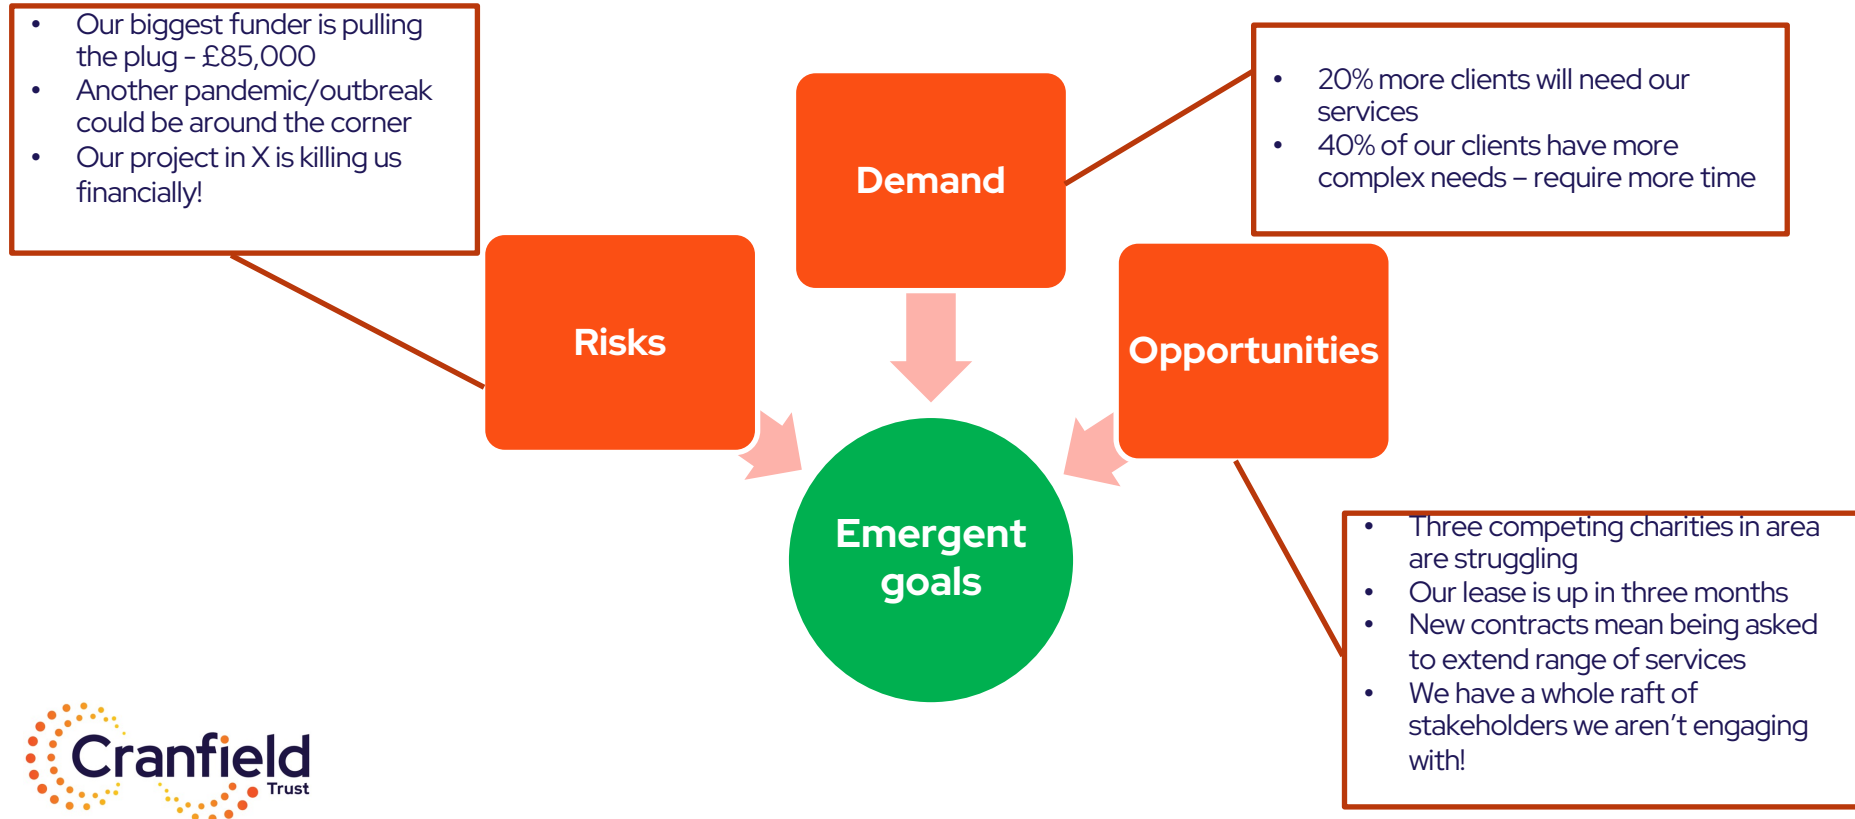 • Our biggest funder is pulling
the plug - £85,000
• Another pandemic/outbreak
could be around the corner
• Our project in X is killing us
financially!
Demand
• 20% more clients will need our
services
• 40% of our clients have more
complex needs – require more time
Risks
Opportunities
Emergent
goals
• Three competing charities in area
are struggling
• Our lease is up in three months
• New contracts mean being asked
to extend range of services
• We have a whole raft of
stakeholders we aren’t engaging
with!
Cranfield
Trust